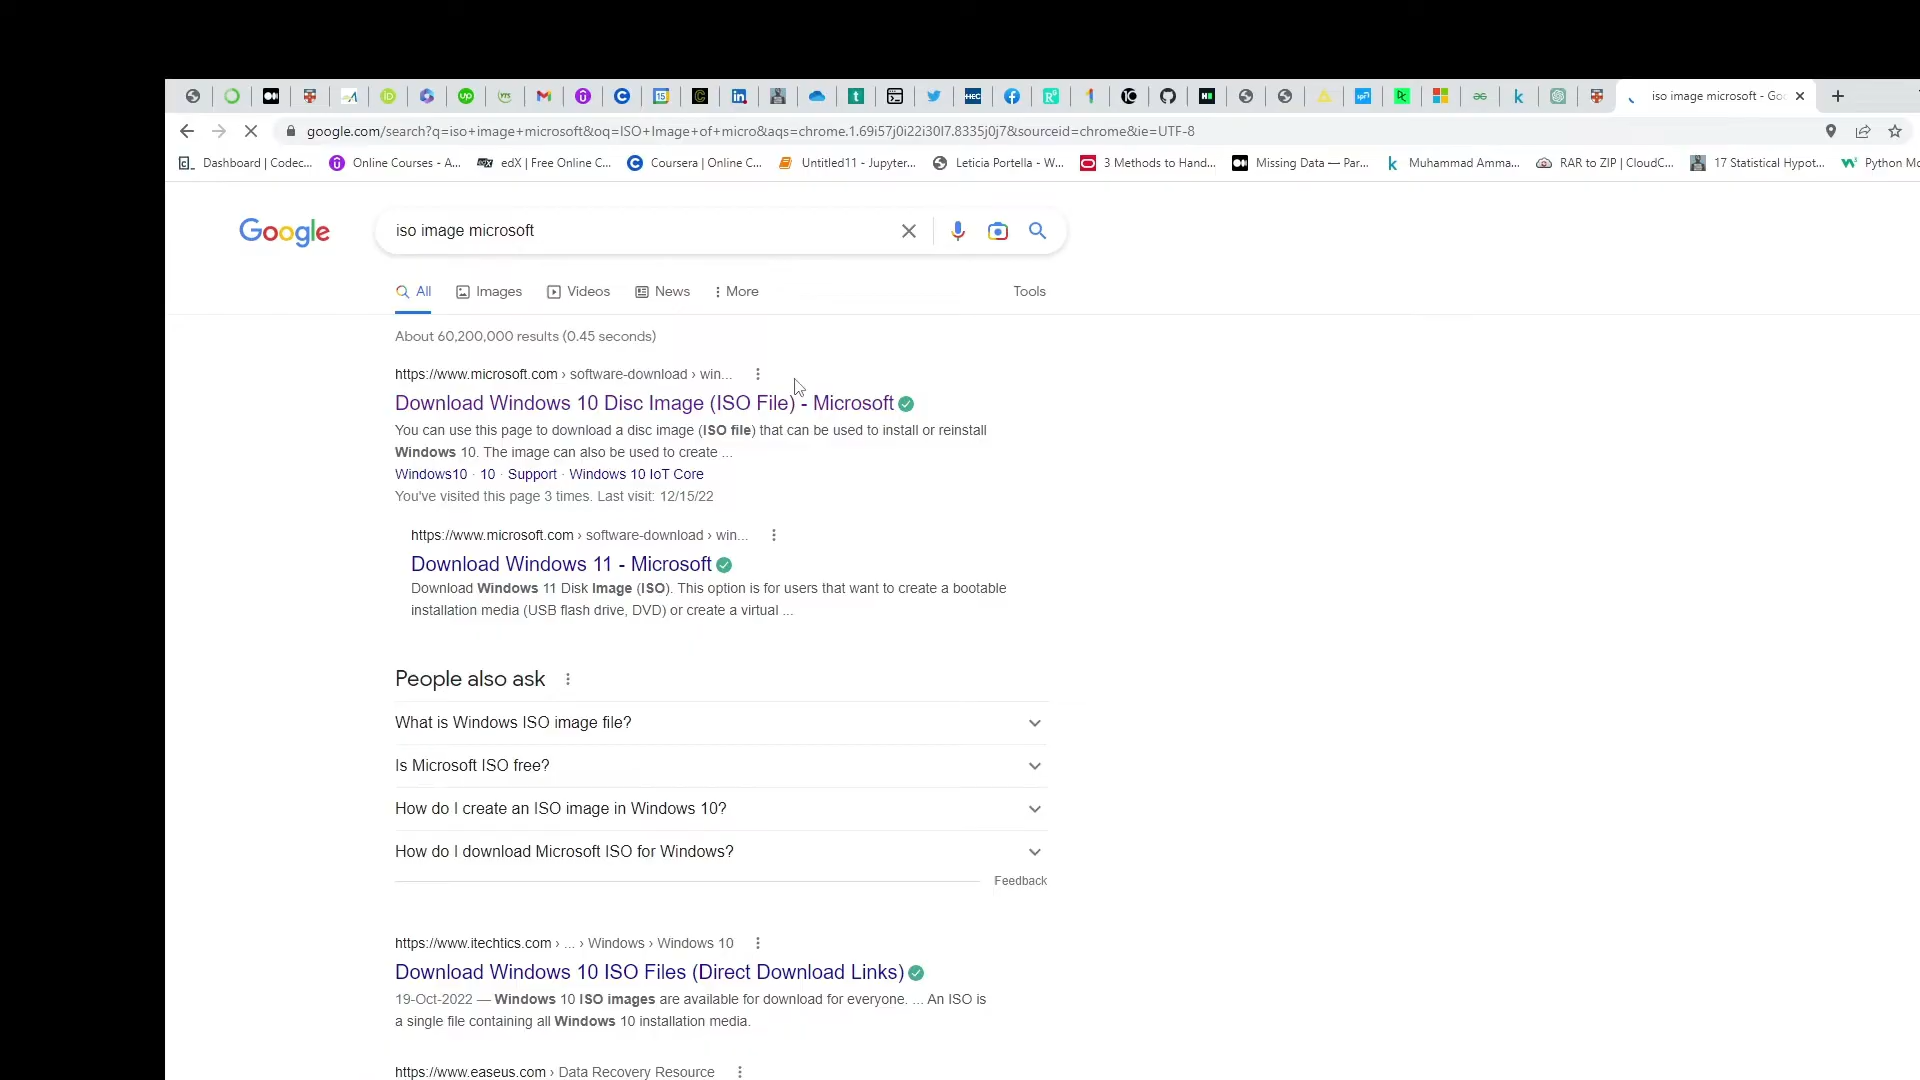 iso image microsoft - Goo
google.com/search?q=iso+image+microsoft&oq=ISO+Image+of+micro&aqs=chrome.1.69i57j0i22i30l7.8335j0j7&sourceid=chrome&ie=UTF-8
Dashboard | Codec... Online Courses - A... edX | Free Online C... Coursera | Online C... Untitled11 - Jupyter... Leticia Portella - W... 3 Methods to Hand... Missing Data — Par... Muhammad Amma... RAR to ZIP | CloudC... 17 Statistical Hypot... Python Mo
Google iso image microsoft
All Images Videos News More Tools
About 60,200,000 results (0.45 seconds)
https://www.microsoft.com › software-download › win...
Download Windows 10 Disc Image (ISO File) - Microsoft
You can use this page to download a disc image (ISO file) that can be used to install or reinstall
Windows 10. The image can also be used to create ...
Windows10 · 10 · Support · Windows 10 IoT Core
You've visited this page 3 times. Last visit: 12/15/22
https://www.microsoft.com › software-download › win...
Download Windows 11 - Microsoft
Download Windows 11 Disk Image (ISO). This option is for users that want to create a bootable
installation media (USB flash drive, DVD) or create a virtual ...
People also ask
What is Windows ISO image file?
Is Microsoft ISO free?
How do I create an ISO image in Windows 10?
How do I download Microsoft ISO for Windows?
Feedback
https://www.itechtics.com › ... › Windows › Windows 10
Download Windows 10 ISO Files (Direct Download Links)
19-Oct-2022 — Windows 10 ISO images are available for download for everyone. ... An ISO is
a single file containing all Windows 10 installation media.
https://www.easeus.com › Data Recovery Resource